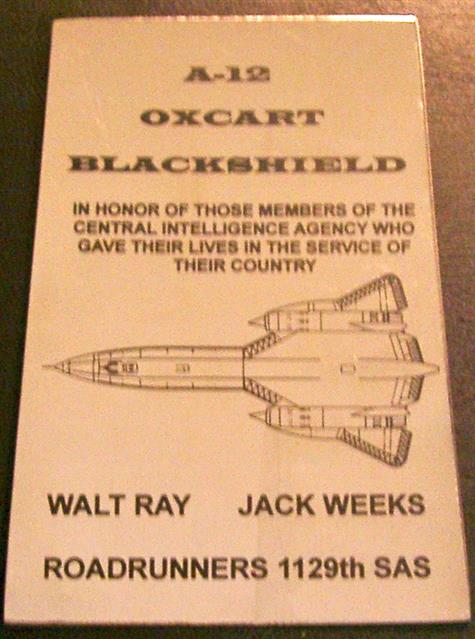 A-12
OXCART
BLACKSHIELD
IN HONOR OF THOSE MEMBERS OF THE
CENTRAL INTELLIGENCE AGENCY WHO
GAVE THEIR LIVES IN THE SERVICE OF
THEIR COUNTRY
WALT RAY JACK WEEKS
ROADRUNNERS 1129th SAS